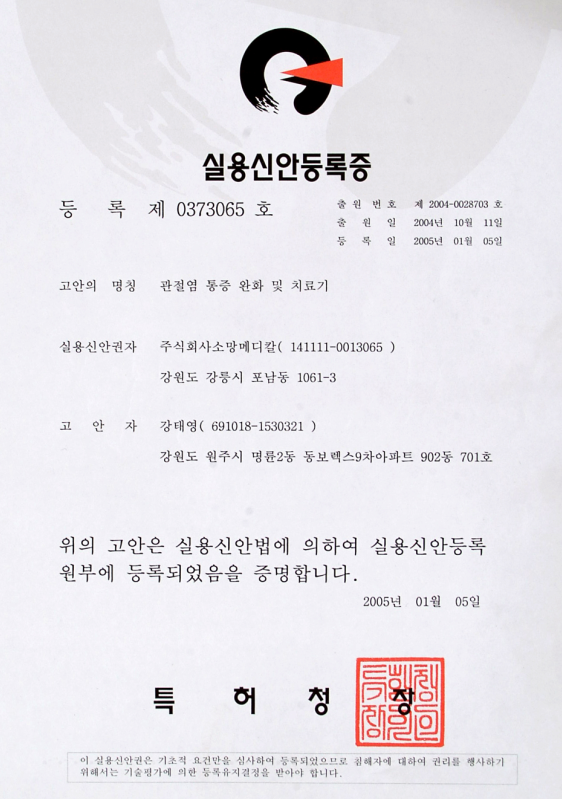 실용신안등록증
등 록 제 0373065 호
출 원 번 호 제 2004-0028703 호
출 원 일 2004년 10월 11일
등 록 일 2005년 01월 05일
고안의 명칭 관절염 통증 완화 및 치료기
실용신안권자 주식회사소망메디칼( 141111-0013065 )
강원도 강릉시 포남동 1061-3
고 안 자 강태영( 691018-1530321 )
강원도 원주시 명륜2동 동보렉스9차아파트 902동 701호
위의 고안은 실용신안법에 의하여 실용신안등록
원부에 등록되었음을 증명합니다.
2005년 01월 05일
특 허 청 장
이 실용신안권은 기초적 요건만을 심사하여 등록되었으므로 침해자에 대하여 권리를 행사하기
위해서는 기술평가에 의한 등록유지결정을 받아야 합니다.